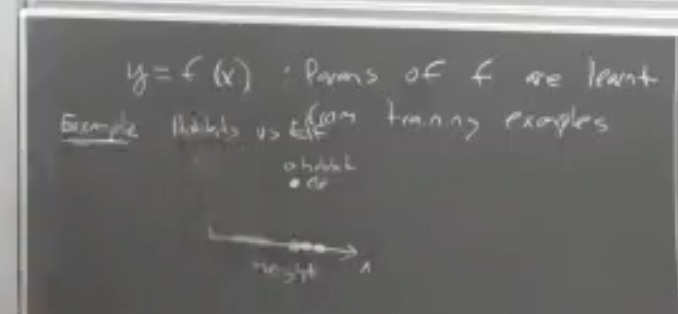 y = f(x) : Params of f are learnt
from training examples
Example Hobbits vs Elf
o hobbit
• elf
height x